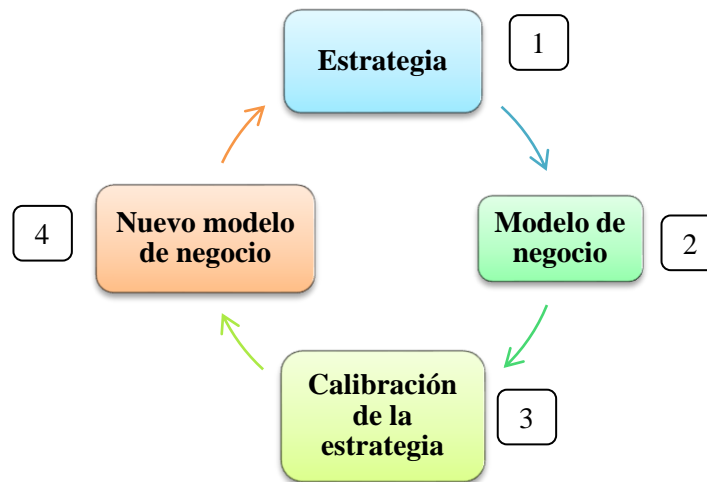 Estrategia
1
Modelo de
negocio
2
Calibración
de la
estrategia
3
Nuevo modelo
de negocio
4